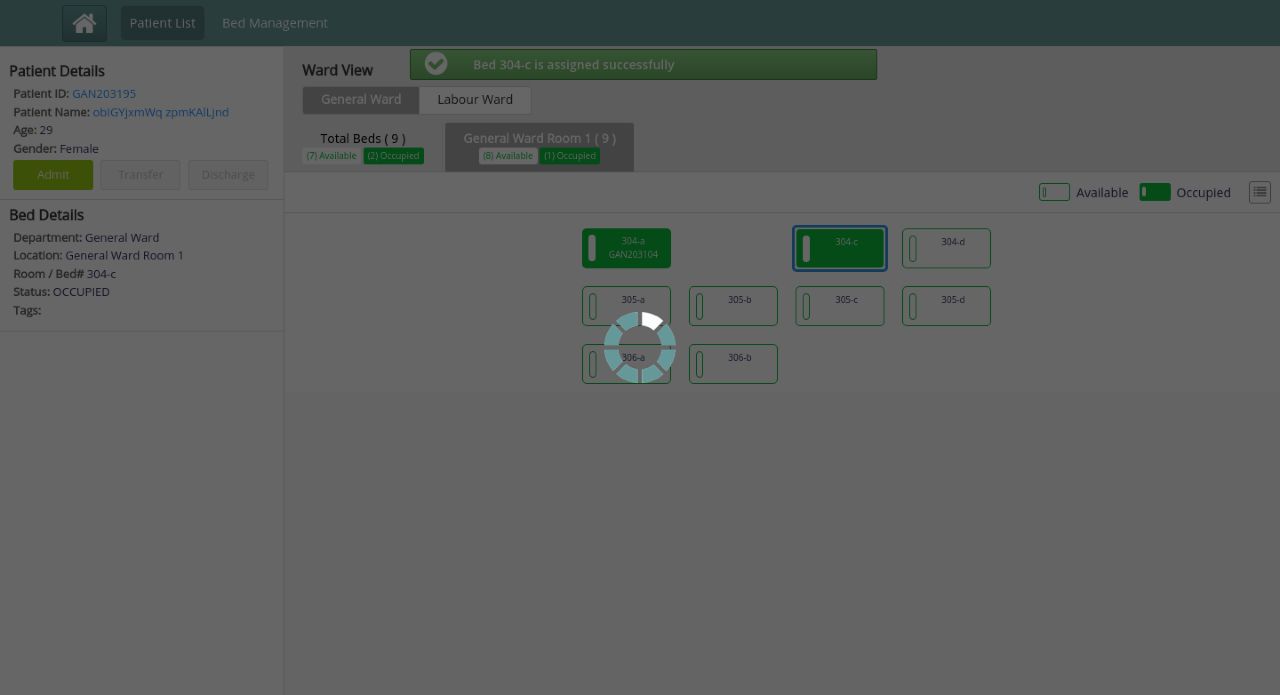 Patient List Bed Management
Patient Details
Patient ID: GAN203195
Patient Name: obiGYjxmWq zpmKAlLjnd
Age: 29
Gender: Female
Admit Transfer Discharge
Bed Details
Department: General Ward
Location: General Ward Room 1
Room / Bed# 304-c
Status: OCCUPIED
Tags:
Ward View
Bed 304-c is assigned successfully
General Ward Labour Ward
Total Beds ( 9 ) General Ward Room 1 ( 9 )
(7) Available (2) Occupied (8) Available (1) Occupied
Available Occupied
304-a 304-c 304-d
GAN203104
305-a 305-b 305-c 305-d
306-a 306-b